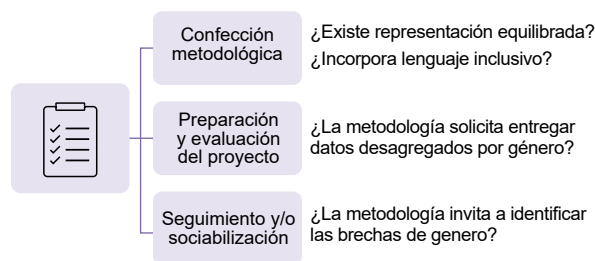 Confección
metodológica
¿Existe representación equilibrada?
¿Incorpora lenguaje inclusivo?
Preparación
y evaluación
del proyecto
¿La metodología solicita entregar
datos desagregados por género?
Seguimiento y/o
sociabilización
¿La metodología invita a identificar
las brechas de genero?